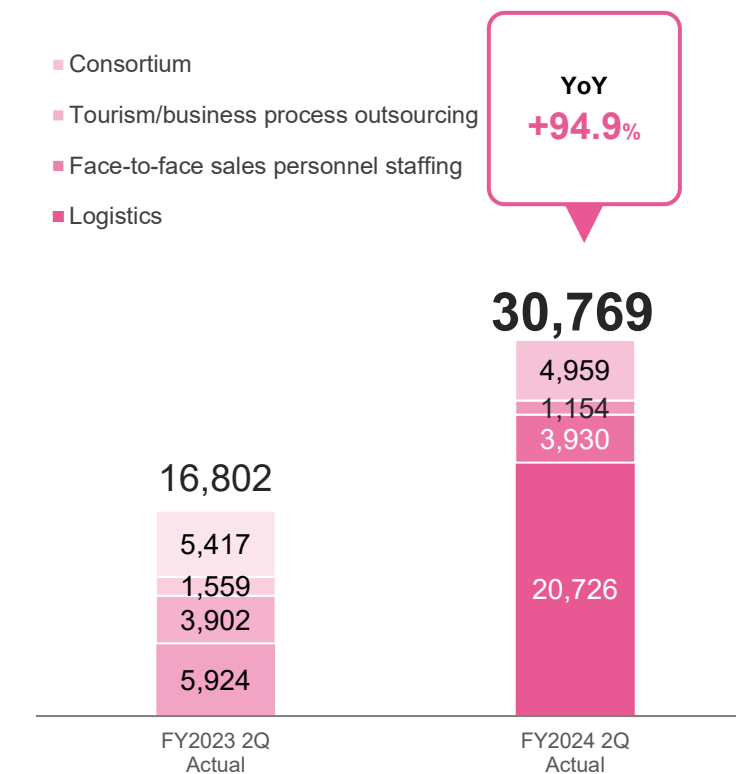 Consortium
Tourism/business process outsourcing
Face-to-face sales personnel staffing
Logistics
YoY
+94.9%
16,802
5,417
1,559
3,902
5,924
FY2023 2Q
Actual
30,769
4,959
1,154
3,930
20,726
FY2024 2Q
Actual